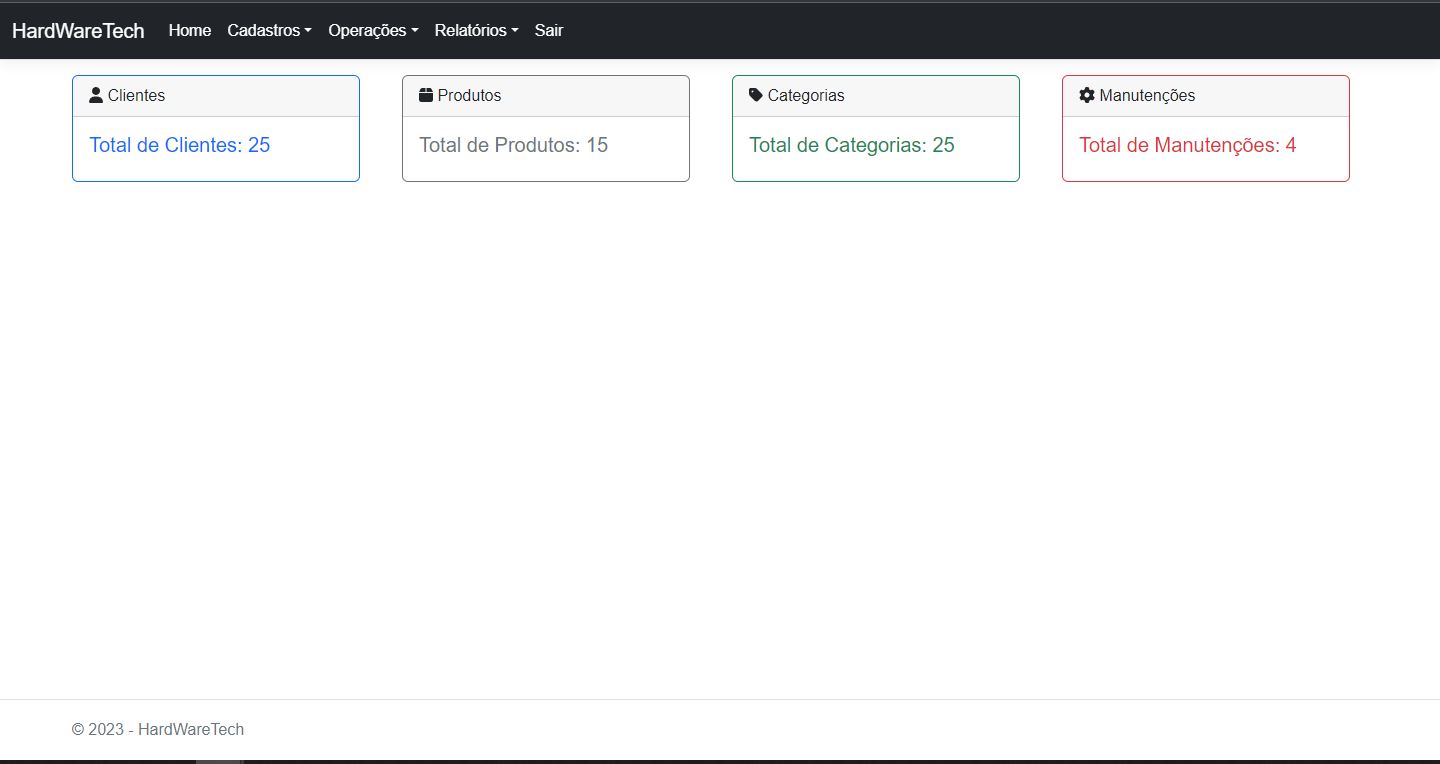 HardWareTech Home Cadastros Operações Relatórios Sair
Clientes
Total de Clientes: 25
Produtos
Total de Produtos: 15
Categorias
Total de Categorias: 25
Manutenções
Total de Manutenções: 4
© 2023 - HardWareTech